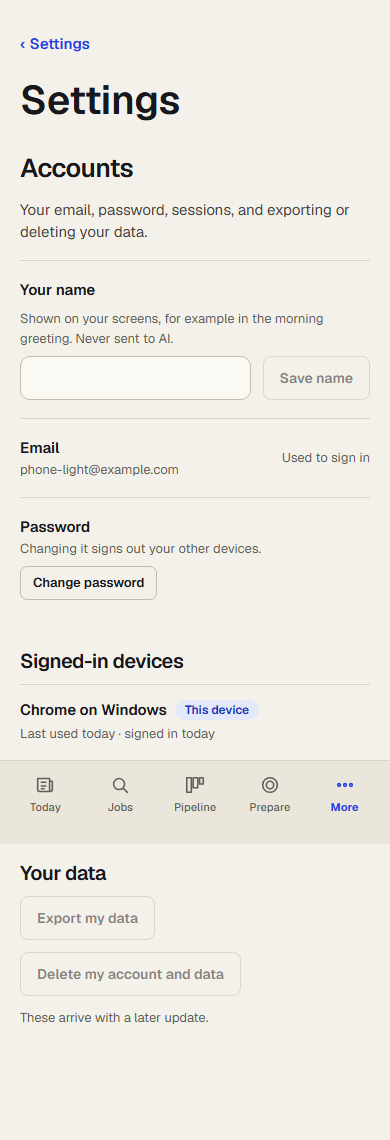 ‹ Settings
Settings
Accounts
Your email, password, sessions, and exporting or
deleting your data.
Your name
Shown on your screens, for example in the morning
greeting. Never sent to AI.
Save name
Email
phone-light@example.com
Used to sign in
Password
Changing it signs out your other devices.
Change password
Signed-in devices
Chrome on Windows This device
Last used today · signed in today
Today Jobs Pipeline Prepare More
Your data
Export my data
Delete my account and data
These arrive with a later update.